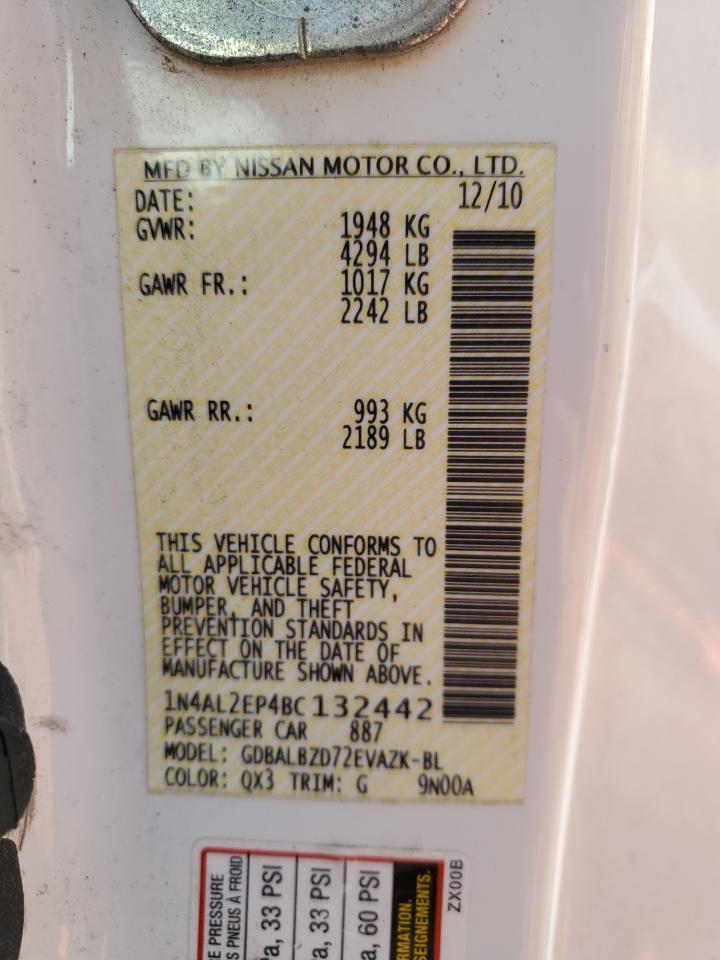 MFD BY NISSAN MOTOR CO., LTD.
DATE: 12/10
GVWR: 1948 KG
4294 LB
GAWR FR.: 1017 KG
2242 LB
GAWR RR.: 993 KG
2189 LB
THIS VEHICLE CONFORMS TO
ALL APPLICABLE FEDERAL
MOTOR VEHICLE SAFETY,
BUMPER, AND THEFT
PREVENTION STANDARDS IN
EFFECT ON THE DATE OF
MANUFACTURE SHOWN ABOVE.
1N4AL2EP4BC132442
PASSENGER CAR 887
MODEL: GDBALBZD72EVAZK-BL
COLOR: QX3 TRIM: G 9N00A
PRESSURE
PNEUS À FROID
33 PSI
33 PSI
60 PSI
ZX00B